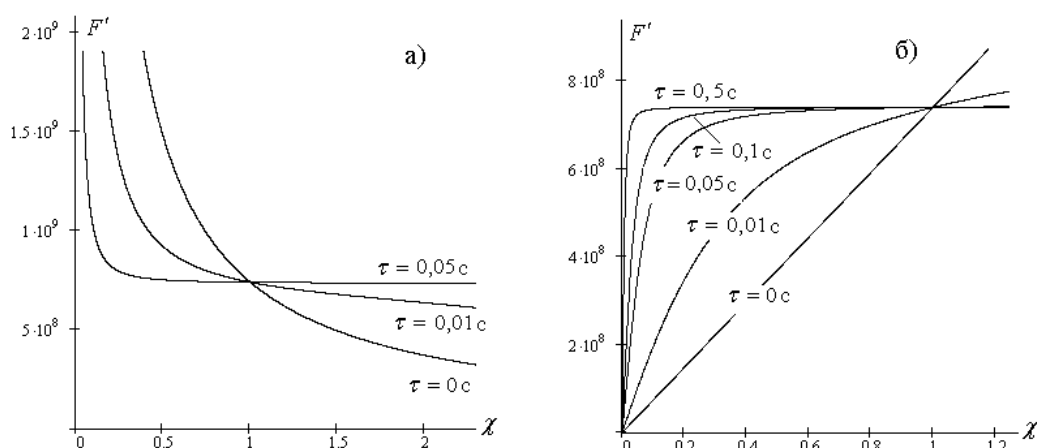 F'
2·10⁹
1.5·10⁹
1·10⁹
5·10⁸
а)
τ = 0,05 с
τ = 0,01 с
τ = 0 с
0
0.5
1
1.5
2
χ
F'
8·10⁸
6·10⁸
4·10⁸
2·10⁸
б)
τ = 0,5 с
τ = 0,1 с
τ = 0,05 с
τ = 0,01 с
τ = 0 с
0
0.2
0.4
0.6
0.8
1
1.2
χ